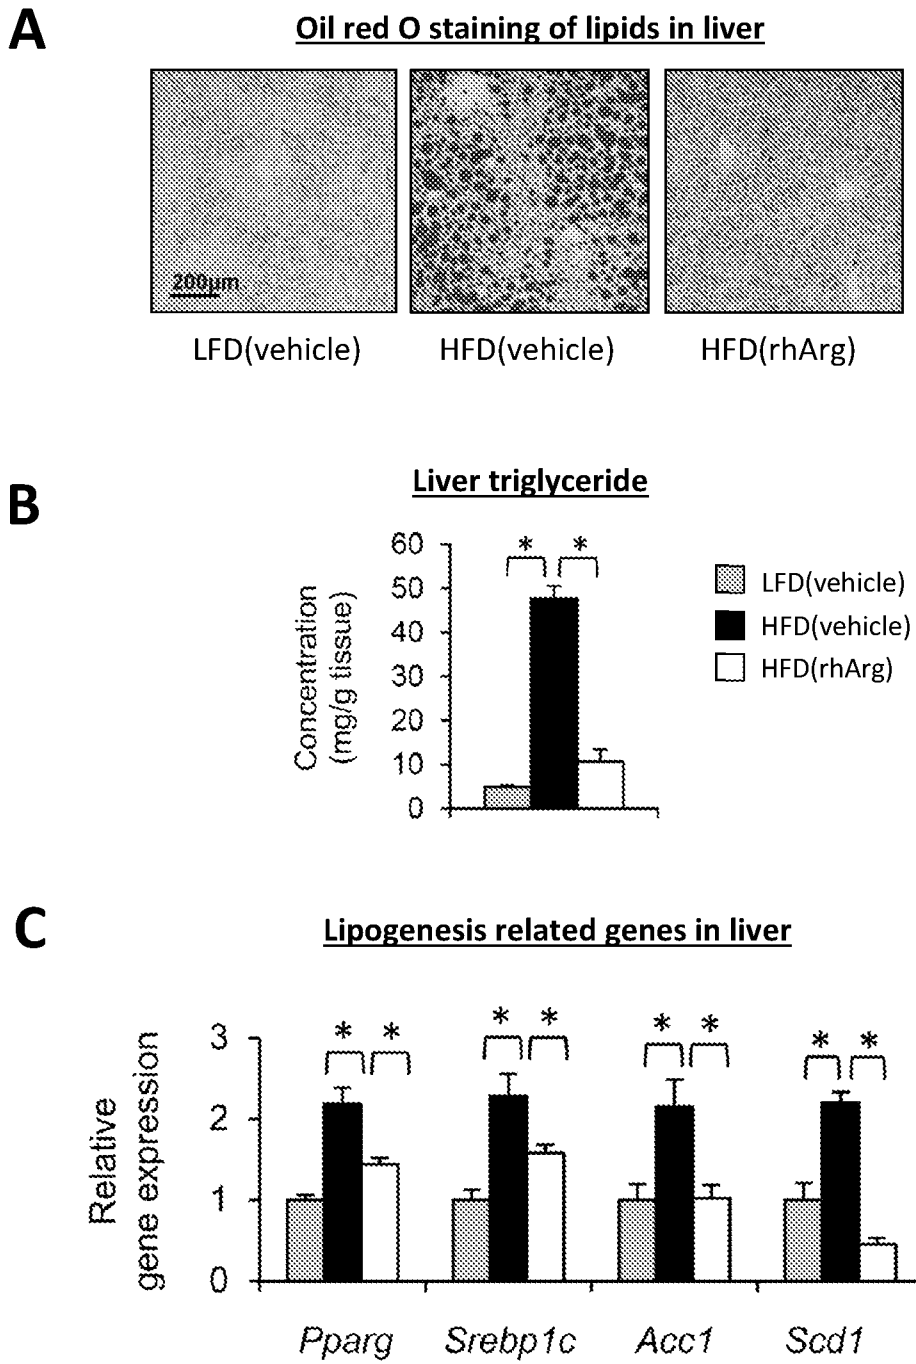 A
Oil red O staining of lipids in liver
200µm
LFD(vehicle) HFD(vehicle) HFD(rhArg)
B
Liver triglyceride
Concentration
(mg/g tissue)
60
50
40
30
20
10
0
* *
LFD(vehicle)
HFD(vehicle)
HFD(rhArg)
C
Lipogenesis related genes in liver
Relative
gene expression
3
2
1
0
* * * * * * * *
Pparg Srebp1c Acc1 Scd1